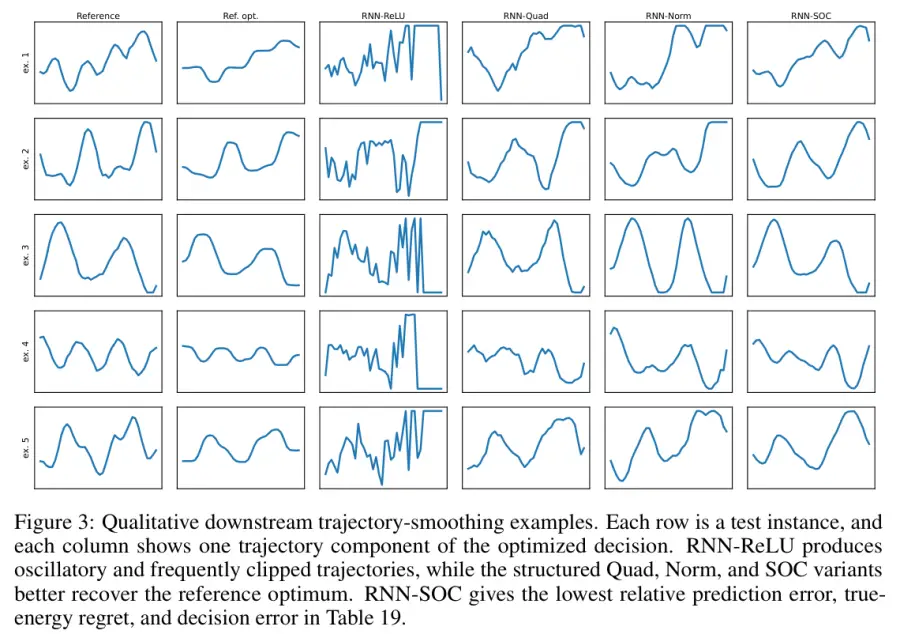 Reference Ref. opt. RNN-ReLU RNN-Quad RNN-Norm RNN-SOC
ex. 1
ex. 2
ex. 3
ex. 4
ex. 5
Figure 3: Qualitative downstream trajectory-smoothing examples. Each row is a test instance, and
each column shows one trajectory component of the optimized decision. RNN-ReLU produces
oscillatory and frequently clipped trajectories, while the structured Quad, Norm, and SOC variants
better recover the reference optimum. RNN-SOC gives the lowest relative prediction error, true-
energy regret, and decision error in Table 19.